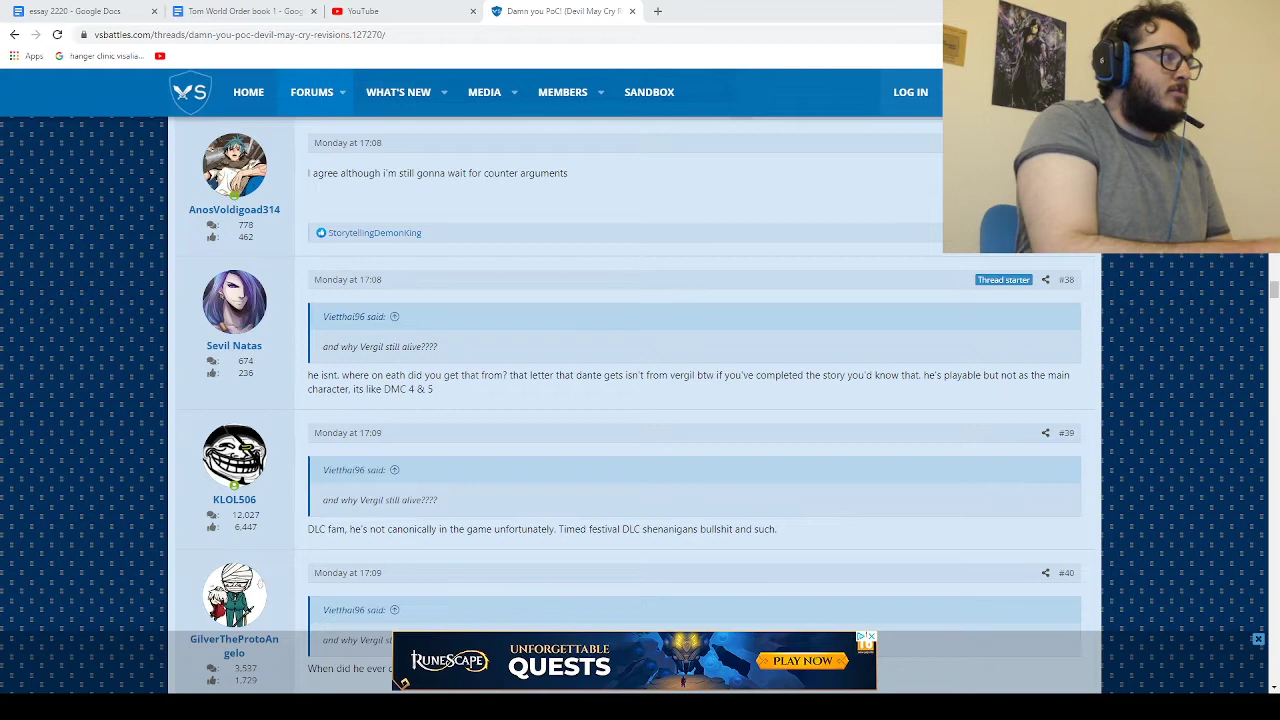 essay 2220 - Google Docs
Tom World Order book 1 - Goog
YouTube
Damn you PoC! (Devil May Cry R
vsbattles.com/threads/damn-you-poc-devil-may-cry-revisions.127270/
Apps
hanger clinic visalia...
VS
HOME
FORUMS
WHAT'S NEW
MEDIA
MEMBERS
SANDBOX
LOG IN
Monday at 17:08
I agree although i'm still gonna wait for counter arguments
AnosVoldigoad314
778
462
StorytellingDemonKing
Monday at 17:08
Thread starter
#38
Vietthai96 said:
and why Vergil still alive????
Sevil Natas
674
236
he isnt. where on eath did you get that from? that letter that dante gets isn't from vergil btw if you've completed the story you'd know that. he's playable but not as the main
character, its like DMC 4 & 5
Monday at 17:09
#39
Vietthai96 said:
and why Vergil still alive????
KLOL506
12.027
6,447
DLC fam, he's not canonically in the game unfortunately. Timed festival DLC shenanigans bullshit and such.
Monday at 17:09
#40
Vietthai96 said:
and why Vergil st
GilverTheProtoAn
gelo
3,537
1.729
When did he ever c
RUNESCAPE
UNFORGETTABLE
QUESTS
PLAY NOW